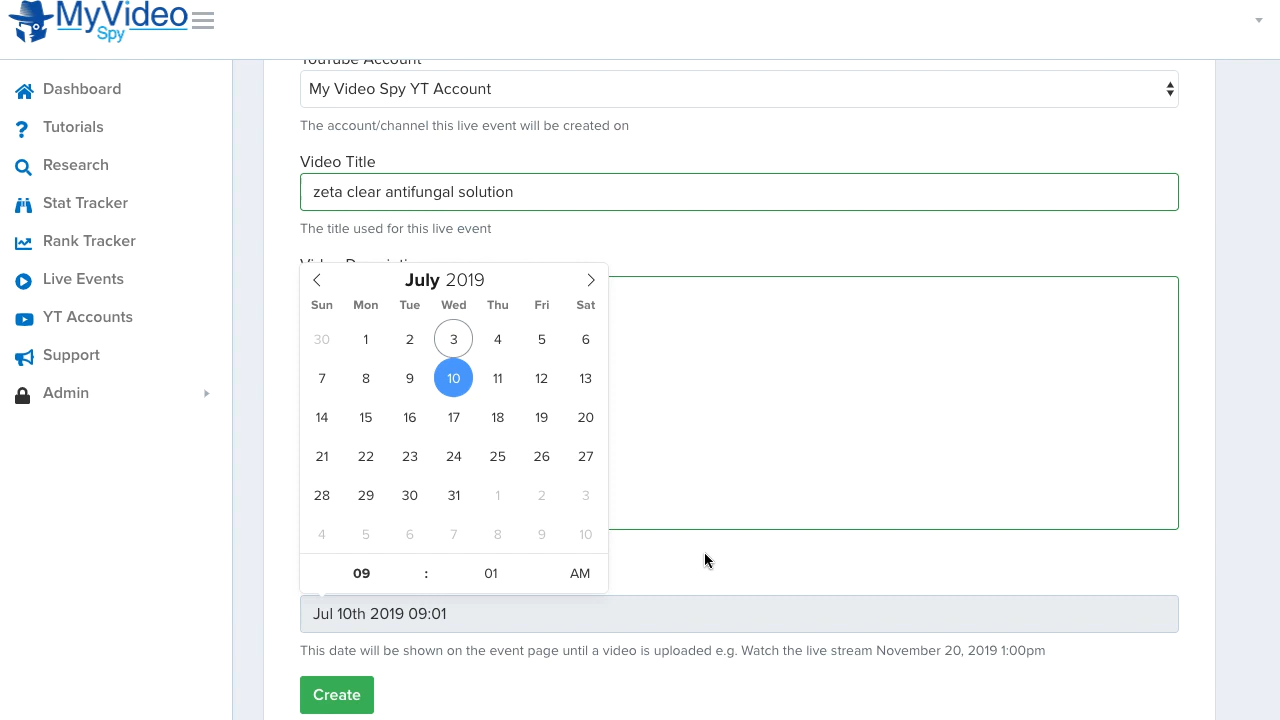 MyVideo
Spy
Dashboard
Tutorials
Research
Stat Tracker
Rank Tracker
Live Events
YT Accounts
Support
Admin
YouTube Account
My Video Spy YT Account
The account/channel this live event will be created on
Video Title
zeta clear antifungal solution
The title used for this live event
Video Description
July 2019
Sun Mon Tue Wed Thu Fri Sat
30 1 2 3 4 5 6
7 8 9 10 11 12 13
14 15 16 17 18 19 20
21 22 23 24 25 26 27
28 29 30 31 1 2 3
4 5 6 7 8 9 10
09 : 01 AM
Jul 10th 2019 09:01
This date will be shown on the event page until a video is uploaded e.g. Watch the live stream November 20, 2019 1:00pm
Create